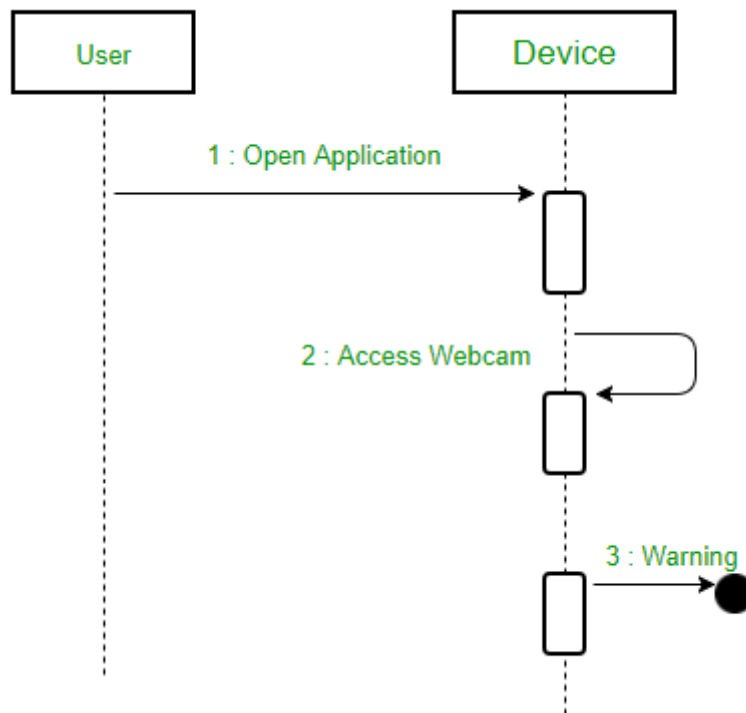 User
Device
1 : Open Application
2 : Access Webcam
3 : Warning